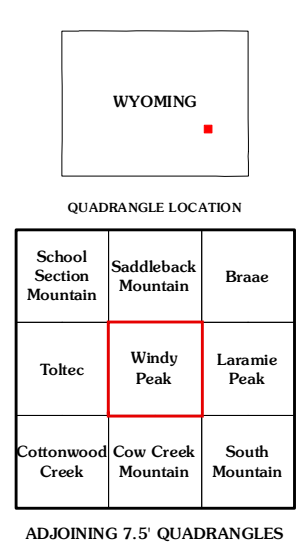 WYOMING
QUADRANGLE LOCATION
School
Section
Mountain
Saddleback
Mountain
Braae
Toltec
Windy
Peak
Laramie
Peak
Cottonwood
Creek
Cow Creek
Mountain
South
Mountain
ADJOINING 7.5' QUADRANGLES